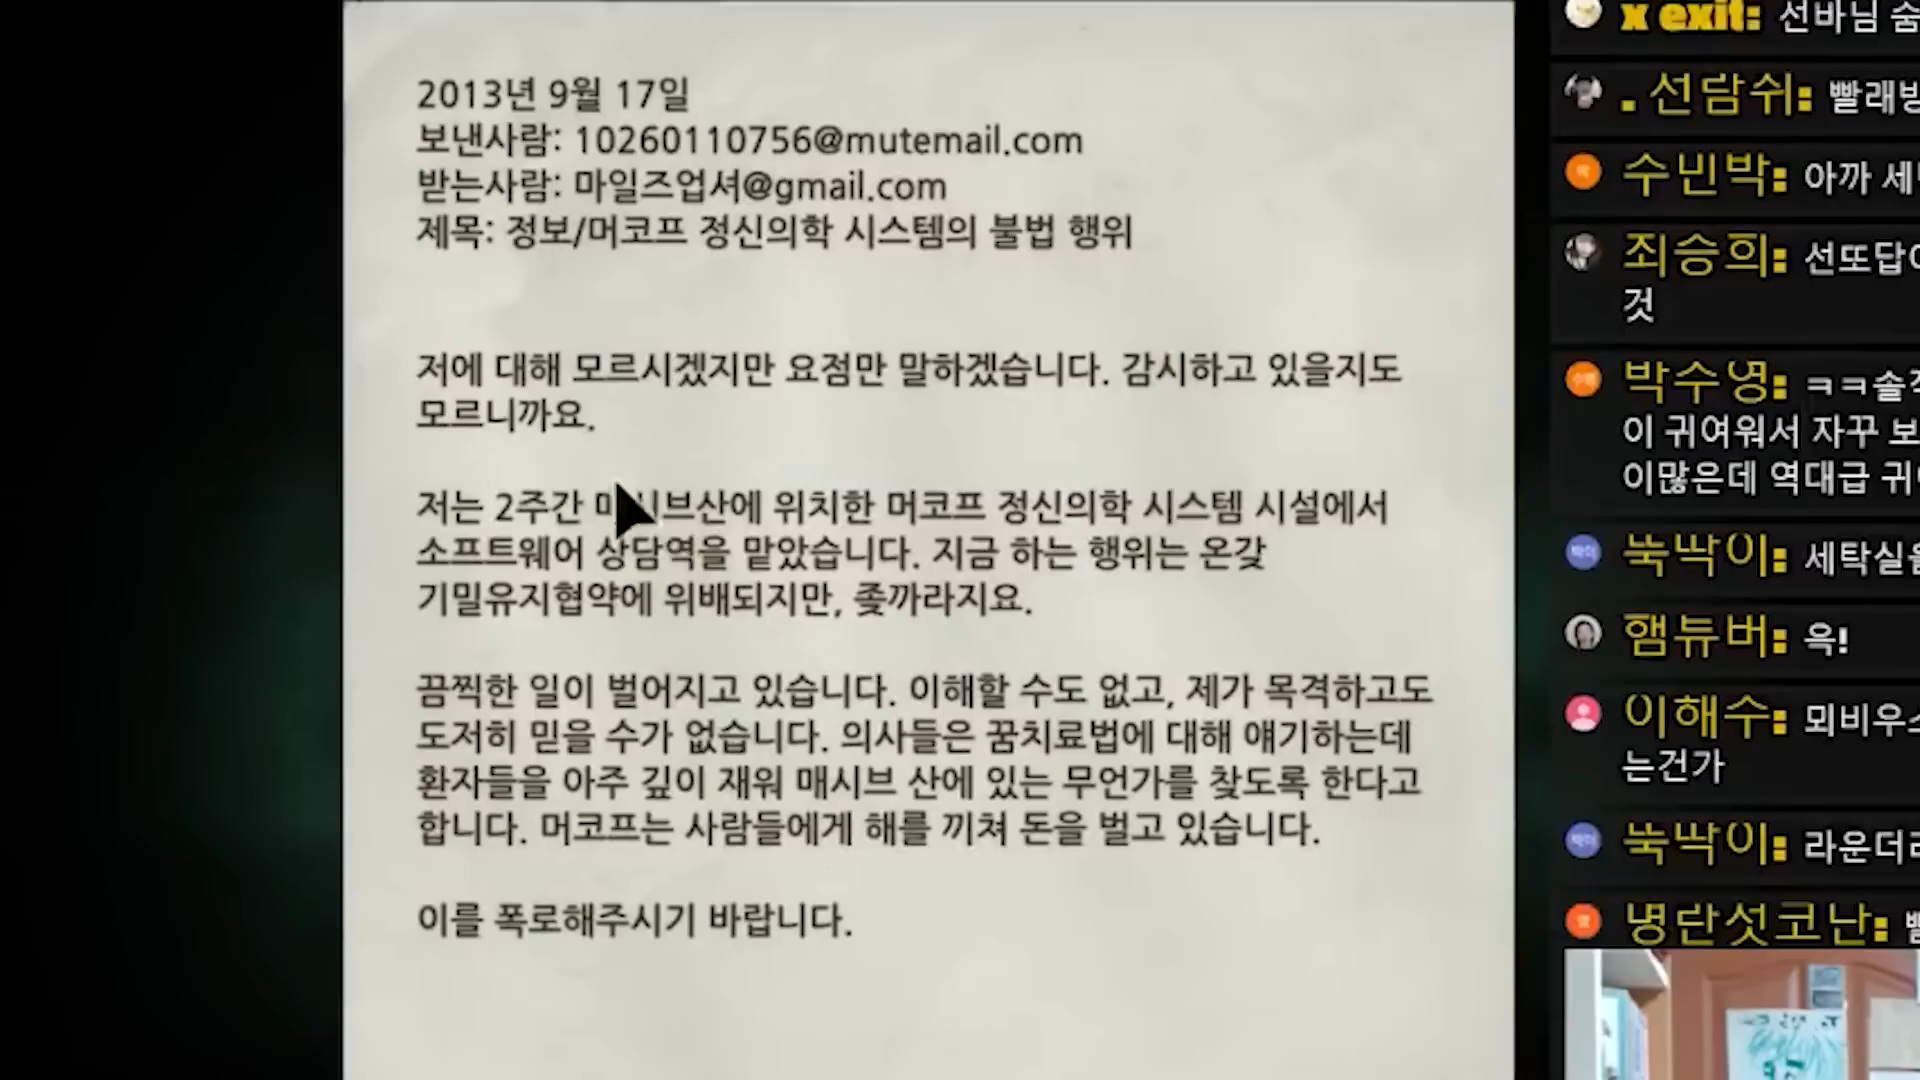 2013년 9월 17일
보낸사람: 10260110756@mutemail.com
받는사람: 마일즈업셔@gmail.com
제목: 정보/머코프 정신의학 시스템의 불법 행위
저에 대해 모르시겠지만 요점만 말하겠습니다. 감시하고 있을지도
모르니까요.
저는 2주간 매시브산에 위치한 머코프 정신의학 시스템 시설에서
소프트웨어 상담역을 맡았습니다. 지금 하는 행위는 온갖
기밀유지협약에 위배되지만, 좆까라지요.
끔찍한 일이 벌어지고 있습니다. 이해할 수도 없고, 제가 목격하고도
도저히 믿을 수가 없습니다. 의사들은 꿈치료법에 대해 얘기하는데
환자들을 아주 깊이 재워 매시브 산에 있는 무언가를 찾도록 한다고
합니다. 머코프는 사람들에게 해를 끼쳐 돈을 벌고 있습니다.
이를 폭로해주시기 바랍니다.
x exit: 선바님 숨
. 선담쉬: 빨래방
수빈박: 아까 세
죄승희: 선또답
것
박수영: ㅋㅋ솔
이 귀여워서 자꾸 보
이많은데 역대급 귀
뚝딱이: 세탁실을
햄튜버: 윽!
이해수: 뫼비우스
는건가
뚝딱이: 라운더리
명란젓코난: